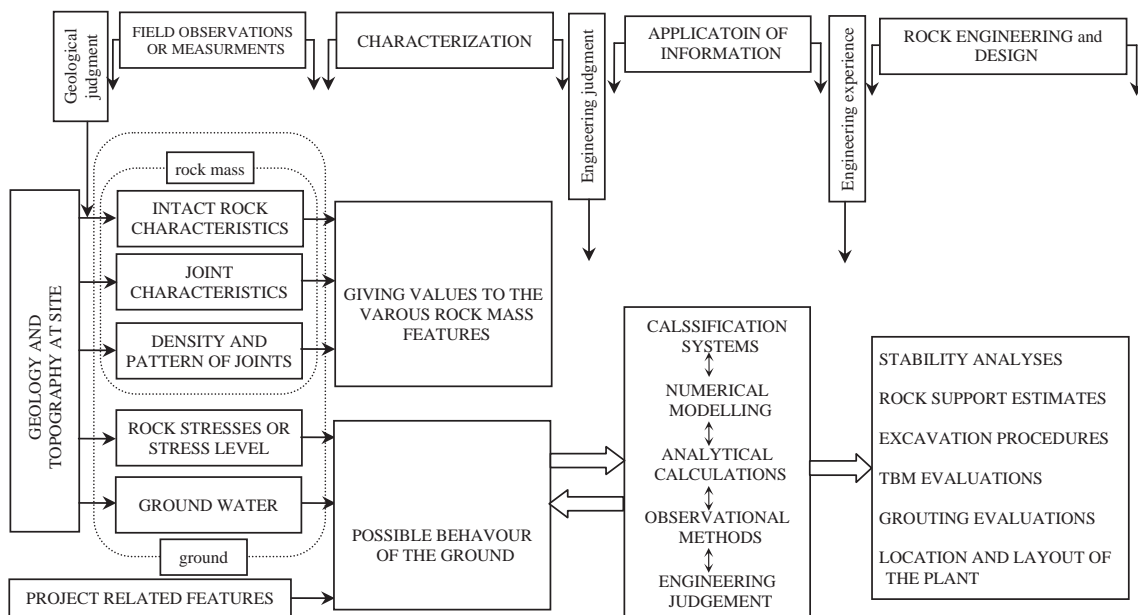 FIELD OBSERVATIONS
OR MEASURMENTS
CHARACTERIZATION
APPLICATOIN OF
INFORMATION
ROCK ENGINEERING and
DESIGN
Geological
judgment
Engineering judgment
Engineering experience
GEOLOGY AND
TOPOGRAPHY AT SITE
rock mass
INTACT ROCK
CHARACTERISTICS
JOINT
CHARACTERISTICS
DENSITY AND
PATTERN OF JOINTS
ROCK STRESSES OR
STRESS LEVEL
GROUND WATER
ground
PROJECT RELATED FEATURES
GIVING VALUES TO THE
VAROUS ROCK MASS
FEATURES
POSSIBLE BEHAVOUR
OF THE GROUND
CALSSIFICATION
SYSTEMS
NUMERICAL
MODELLING
ANALYTICAL
CALCULATIONS
OBSERVATIONAL
METHODS
ENGINEERING
JUDGEMENT
STABILITY ANALYSES
ROCK SUPPORT ESTIMATES
EXCAVATION PROCEDURES
TBM EVALUATIONS
GROUTING EVALUATIONS
LOCATION AND LAYOUT OF
THE PLANT